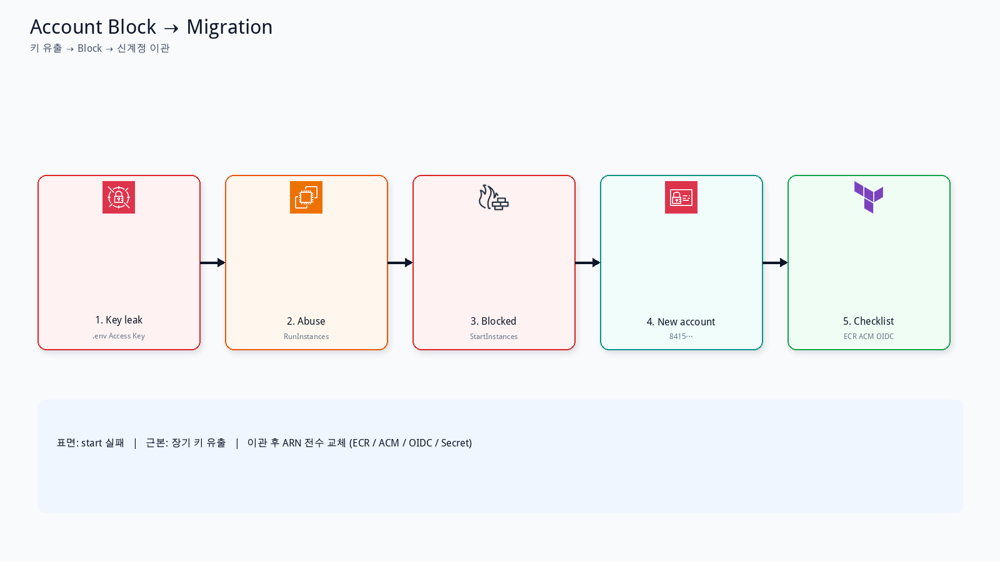 Account Block → Migration
키 유출 → Block → 신계정 이관
1. Key leak
.env Access Key
2. Abuse
RunInstances
3. Blocked
StartInstances
4. New account
8415···
5. Checklist
ECR ACM OIDC
표면: start 실패 | 근본: 장기 키 유출 | 이관 후 ARN 전수 교체 (ECR / ACM / OIDC / Secret)